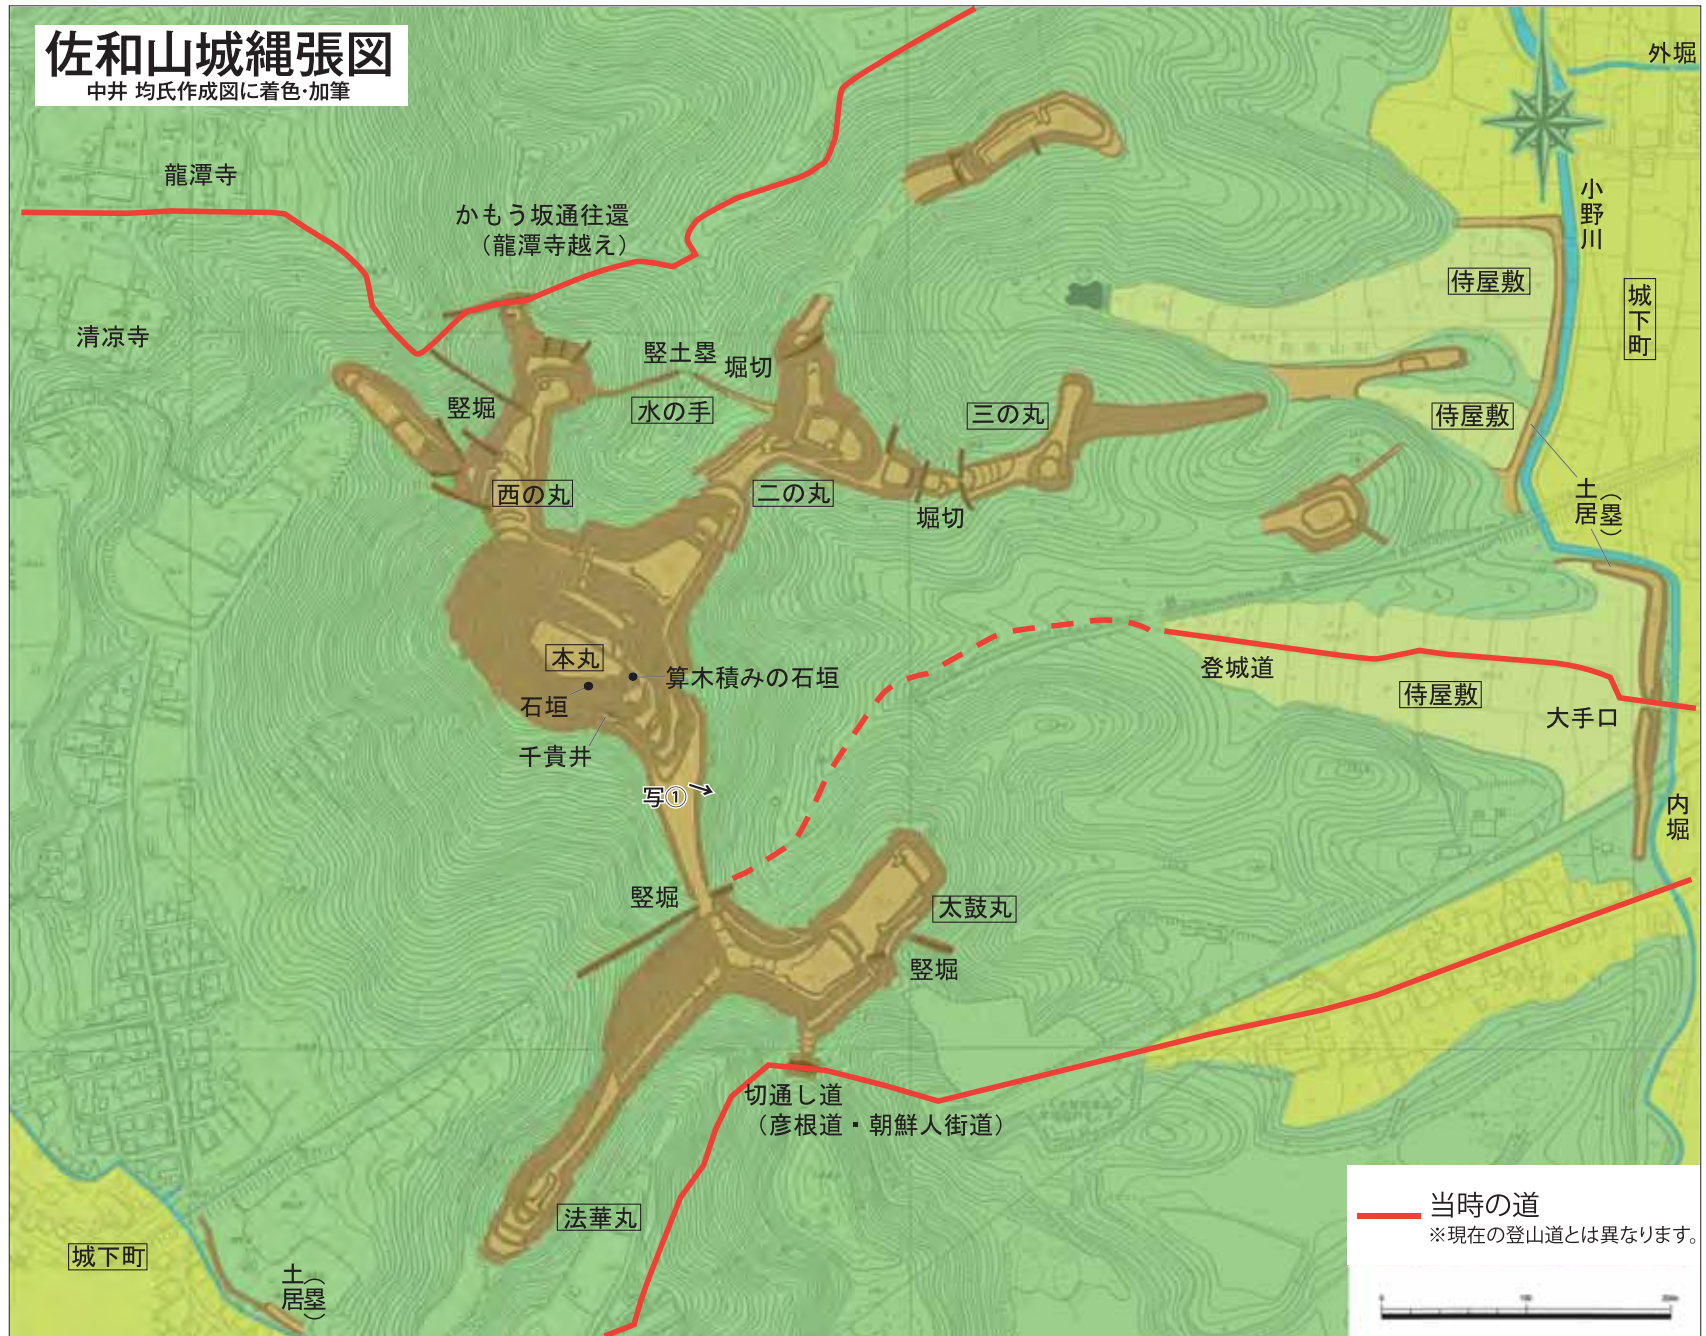 佐和山城縄張図
中井 均氏作成図に着色・加筆
外堀
龍潭寺
小野川
かもう坂通往還
（龍潭寺越え）
侍屋敷
城下町
清凉寺
竪土塁
堀切
竪堀
水の手
三の丸
侍屋敷
西の丸
二の丸
堀切
土居（塁）
本丸
算木積みの石垣
登城道
石垣
侍屋敷
大手口
千貴井
写①
内堀
竪堀
太鼓丸
竪堀
切通し道
（彦根道・朝鮮人街道）
法華丸
城下町
土居（塁）
当時の道
※現在の登山道とは異なります。
0 100